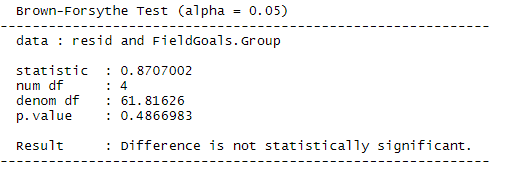 Brown-Forsythe Test (alpha = 0.05)
-------------------------------------------------------------
data : resid and FieldGoals.Group
statistic : 0.8707002
num df : 4
denom df : 61.81626
p.value : 0.4866983
Result : Difference is not statistically significant.
-------------------------------------------------------------